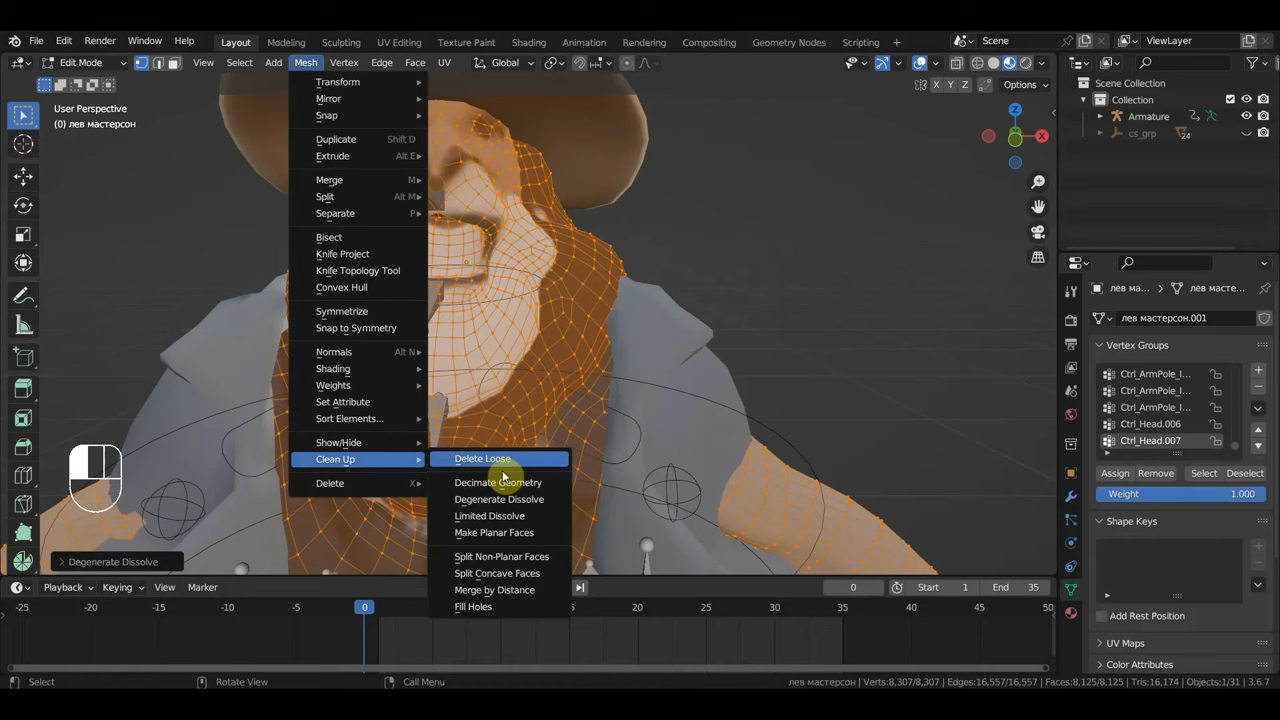 File Edit Render Window Help Layout Modeling Sculpting UV Editing Texture Paint Shading Animation Rendering Compositing Geometry Nodes Scripting + Scene ViewLayer
Edit Mode View Select Add Mesh Vertex Edge Face UV Global
X Y Z Options
User Perspective
(0) лев мастерсон
Transform
Mirror
Snap
Duplicate Shift D
Extrude Alt E
Merge M
Split Alt M
Separate P
Bisect
Knife Project
Knife Topology Tool
Convex Hull
Symmetrize
Snap to Symmetry
Normals Alt N
Shading
Weights
Set Attribute
Sort Elements...
Show/Hide
Clean Up
Delete X
Delete Loose
Decimate Geometry
Degenerate Dissolve
Limited Dissolve
Make Planar Faces
Split Non-Planar Faces
Split Concave Faces
Merge by Distance
Fill Holes
Z
X
Degenerate Dissolve
Scene Collection
Collection
Armature
cs_grp 24
лев ма... лев мастерс...
лев мастерсон.001
Vertex Groups
Ctrl_ArmPole_I...
Ctrl_ArmPole_I...
Ctrl_ArmPole_I...
Ctrl_Head.006
Ctrl_Head.007
Assign Remove Select Deselect
Weight 1.000
Shape Keys
Add Rest Position
UV Maps
Color Attributes
Playback Keying View Marker
0 Start 1 End 35
-25 -20 -15 -10 -5 0 5 15 20 25 30 35 40 45 50
Select Rotate View Call Menu лев мастерсон | Verts:8,307/8,307 | Edges:16,557/16,557 | Faces:8,125/8,125 | Tris:16,174 | Objects:1/31 | 3.6.7